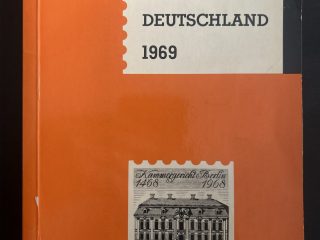 DEUTSCHLAND
1969
Kammergericht Berlin
1468 1968